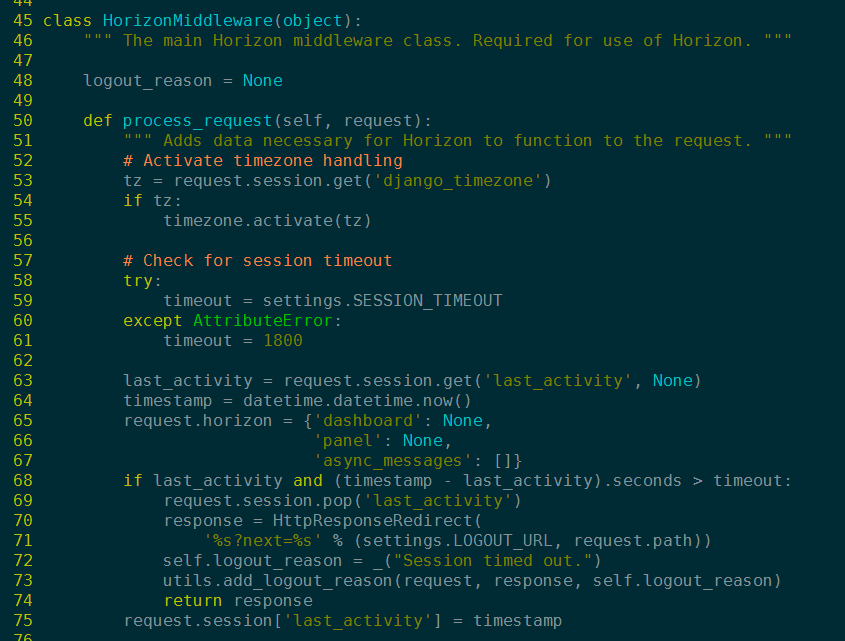 44
45 class HorizonMiddleware(object):
46     """ The main Horizon middleware class. Required for use of Horizon. """
47
48     logout_reason = None
49
50     def process_request(self, request):
51         """ Adds data necessary for Horizon to function to the request. """
52         # Activate timezone handling
53         tz = request.session.get('django_timezone')
54         if tz:
55             timezone.activate(tz)
56
57         # Check for session timeout
58         try:
59             timeout = settings.SESSION_TIMEOUT
60         except AttributeError:
61             timeout = 1800
62
63         last_activity = request.session.get('last_activity', None)
64         timestamp = datetime.datetime.now()
65         request.horizon = {'dashboard': None,
66                            'panel': None,
67                            'async_messages': []}
68         if last_activity and (timestamp - last_activity).seconds > timeout:
69             request.session.pop('last_activity')
70             response = HttpResponseRedirect(
71                 '%s?next=%s' % (settings.LOGOUT_URL, request.path))
72             self.logout_reason = _("Session timed out.")
73             utils.add_logout_reason(request, response, self.logout_reason)
74             return response
75         request.session['last_activity'] = timestamp
76